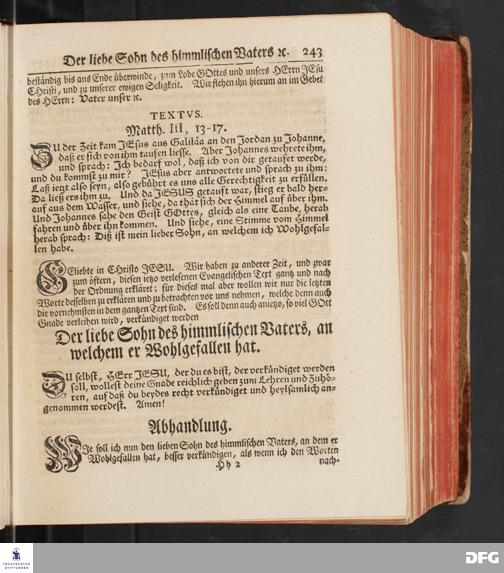 Der liebe Sohn des himmlischen Vaters ꝛc. 243
beständig bis ans Ende überwinde, zum Lobe GOttes und unsers HErrn JEsu
CHristi, und zu unserer ewigen Seligkeit. Wir flehen ihn hierum an im Gebet
des HErrn: Vater unser ꝛc.
TEXTVS.
Matth. III, 13-17.
ZU der Zeit kam JEsus aus Galiläa an den Jordan zu Johanne,
daß er sich von ihm taufen liesse. Aber Johannes wehrete ihm,
und sprach: Ich bedarf wol, daß ich von dir getaufet werde,
und du kommst zu mir? JEsus aber antwortete und sprach zu ihm:
Laß ietzt also seyn, also gebührt es uns alle Gerechtigkeit zu erfüllen.
Da ließ ers ihm zu. Und da JESUS getauft war, stieg er bald her-
auf aus dem Wasser, und siehe, da that sich der Himmel auf über ihm.
Und Johannes sahe den Geist GOttes, gleich als eine Taube, herab
fahren und über ihn kommen. Und siehe, eine Stimme vom Himmel
herab sprach: Diß ist mein lieber Sohn, an welchem ich Wohlgefal-
len habe.
GEliebte in CHristo JESU. Wir haben zu anderer Zeit, und zwar
zum öftern, diesen ietzo verlesenen Evangelischen Text gantz und nach
der Ordnung erkläret; für dieses mal aber wollen wir nur die letzten
Worte desselben zu erklären und zu betrachten vor uns nehmen, welche denn auch
die vornehmsten in dem gantzen Text sind. Es soll denn auch anietzo, so viel GOtt
Gnade verleihen wird, verkündiget werden
Der liebe Sohn des himmlischen Vaters, an
welchem er Wohlgefallen hat.
DU selbst, HErr JESU, der du es bist, der verkündiget werden
soll, wollest deine Gnade reichlich geben zum Lehren und Zuhö-
ren, auf daß du beydes recht verkündiget und heylsamlich an-
genommen werdest. Amen!
Abhandlung.
WIe soll ich nun den lieben Sohn des himmlischen Vaters, an dem er
Wohlgefallen hat, besser verkündigen, als wenn ich den Worten
Hh 2 nach-
FRANCKESCHE
STIFTUNGEN
DFG